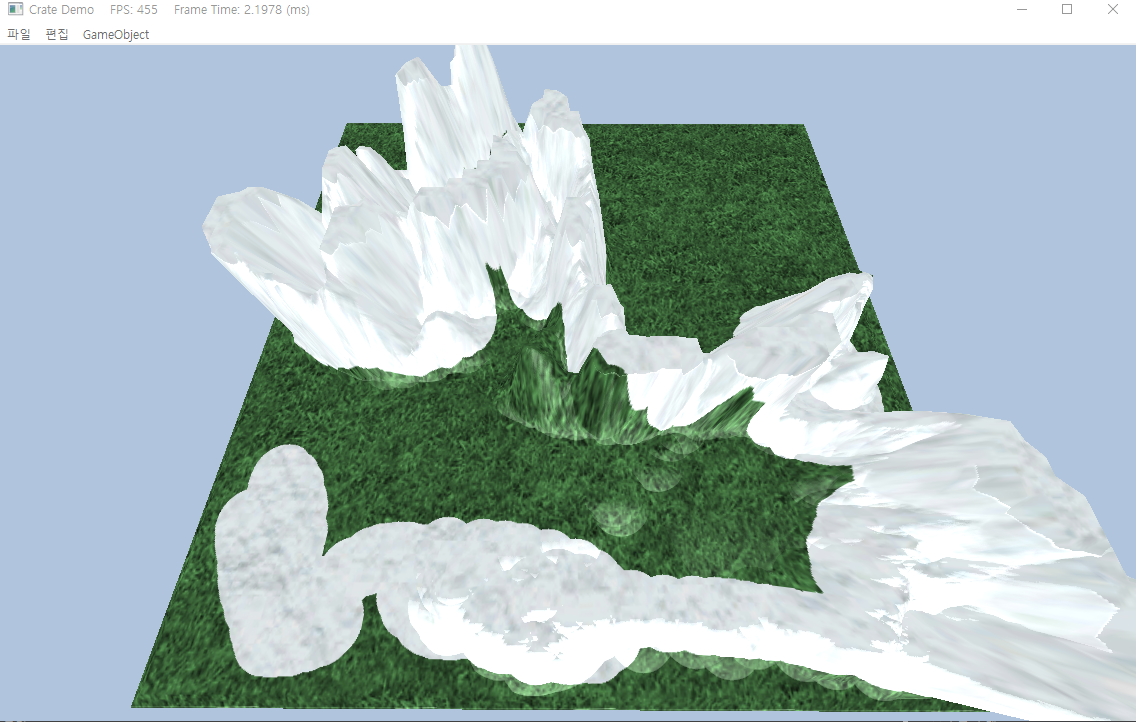 Crate Demo FPS: 455 Frame Time: 2.1978 (ms)
파일 편집 GameObject